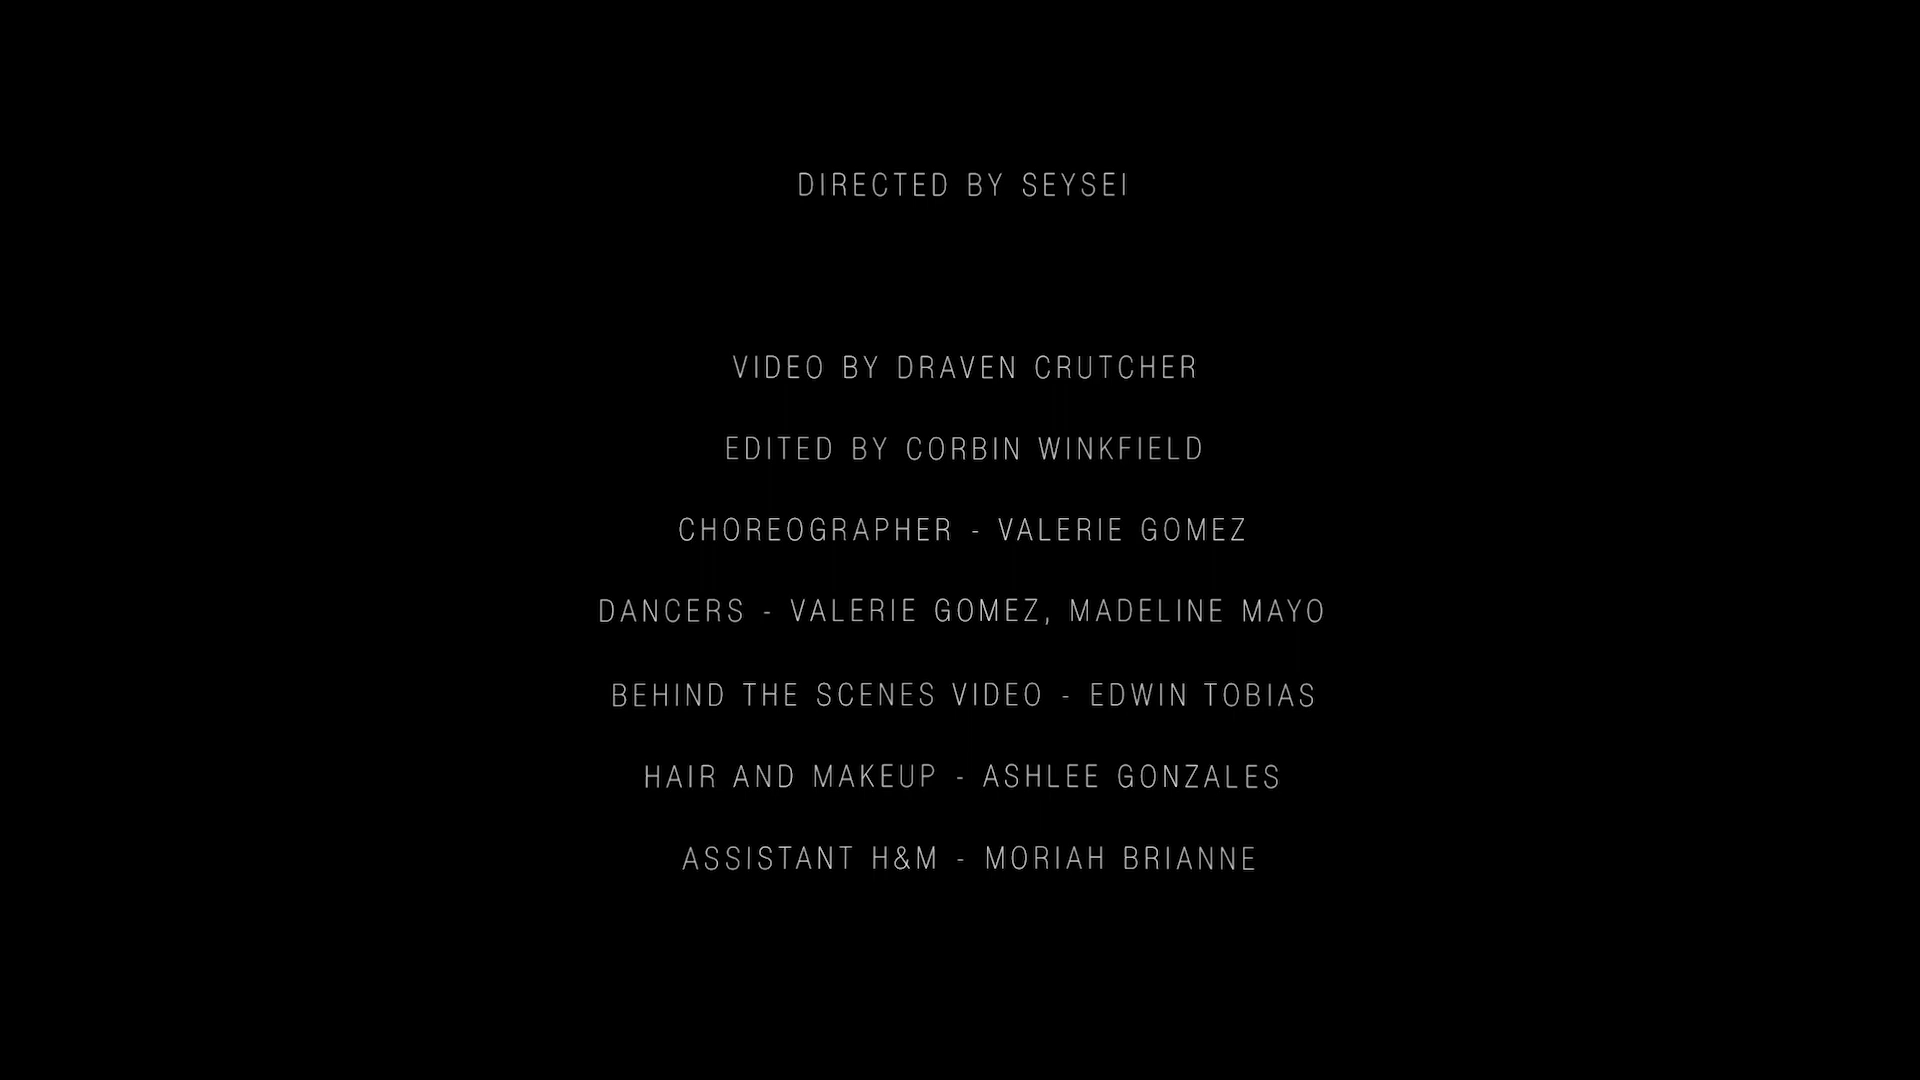 DIRECTED BY SEYSEI
VIDEO BY DRAVEN CRUTCHER
EDITED BY CORBIN WINKFIELD
CHOREOGRAPHER - VALERIE GOMEZ
DANCERS - VALERIE GOMEZ, MADELINE MAYO
BEHIND THE SCENES VIDEO - EDWIN TOBIAS
HAIR AND MAKEUP - ASHLEE GONZALES
ASSISTANT H&M - MORIAH BRIANNE